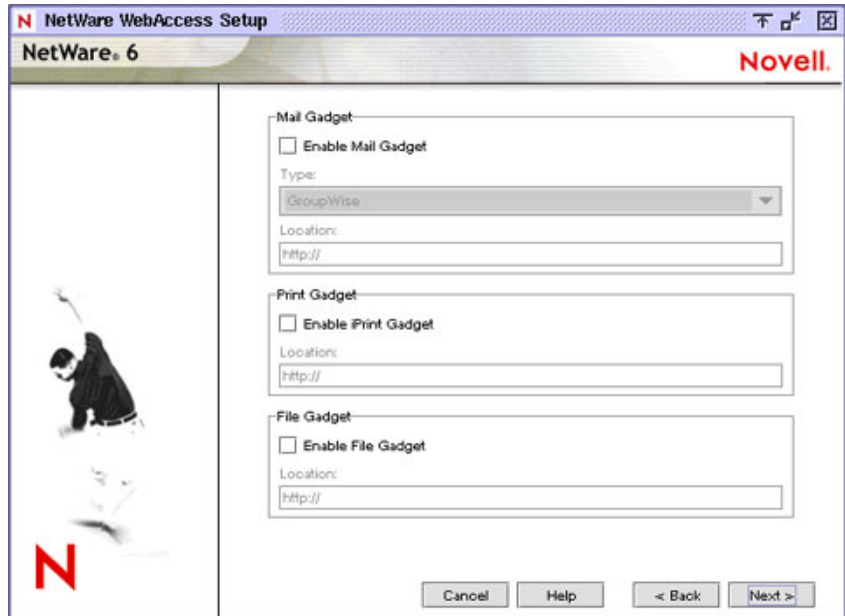 N NetWare WebAccess Setup
NetWare® 6
Novell®
Mail Gadget
Enable Mail Gadget
Type:
GroupWise
Location:
http://
Print Gadget
Enable iPrint Gadget
Location:
http://
File Gadget
Enable File Gadget
Location:
http://
N
Cancel Help < Back Next >